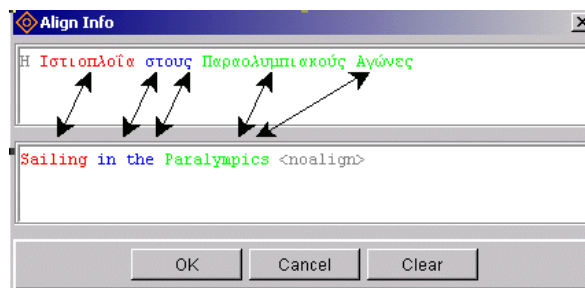 Align Info
Η Ιστιοπλοΐα στους Παραολυμπιακούς Αγώνες
Sailing in the Paralympics <noalign>
OK Cancel Clear